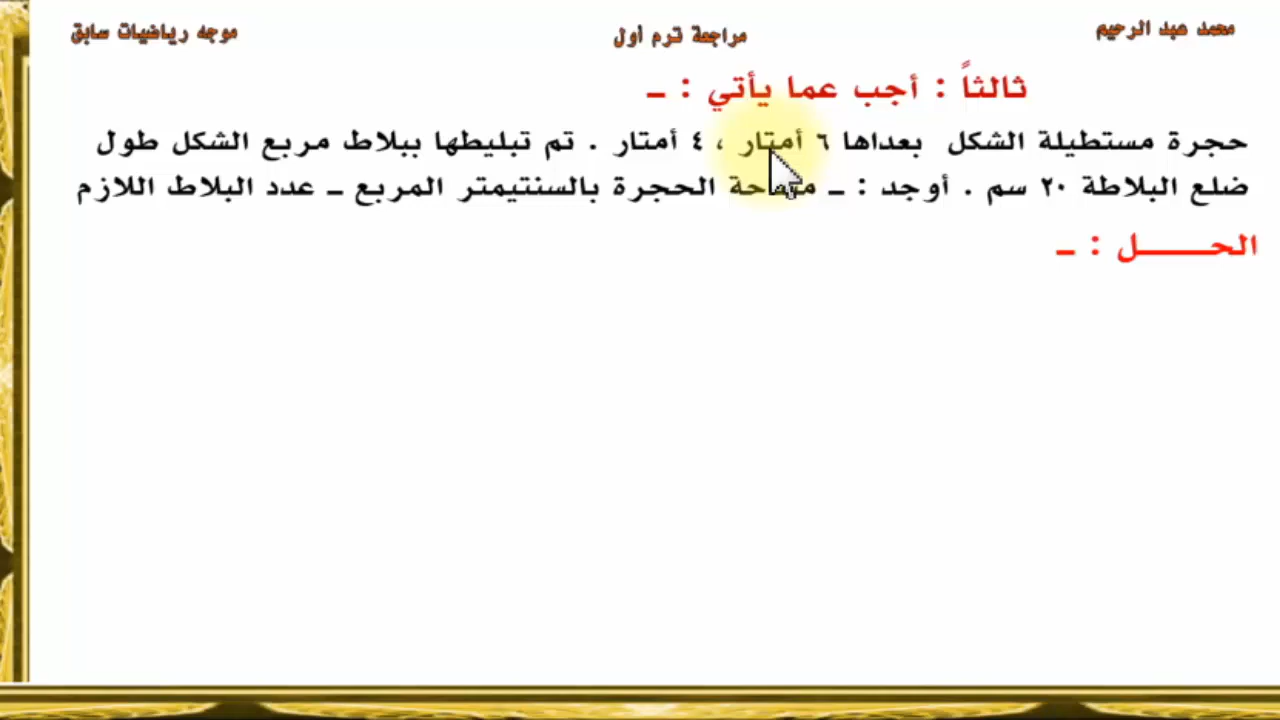 محمد عبد الرحيم
مراجعة ترم أول
موجه رياضيات سابق
ثالثاً : أجب عما يأتي : ـ
حجرة مستطيلة الشكل بعداها ٦ أمتار ، ٤ أمتار . تم تبليطها ببلاط مربع الشكل طول
ضلع البلاطة ٢٠ سم . أوجد : ـ مساحة الحجرة بالسنتيمتر المربع ـ عدد البلاط اللازم
الحـــــــل : ـ